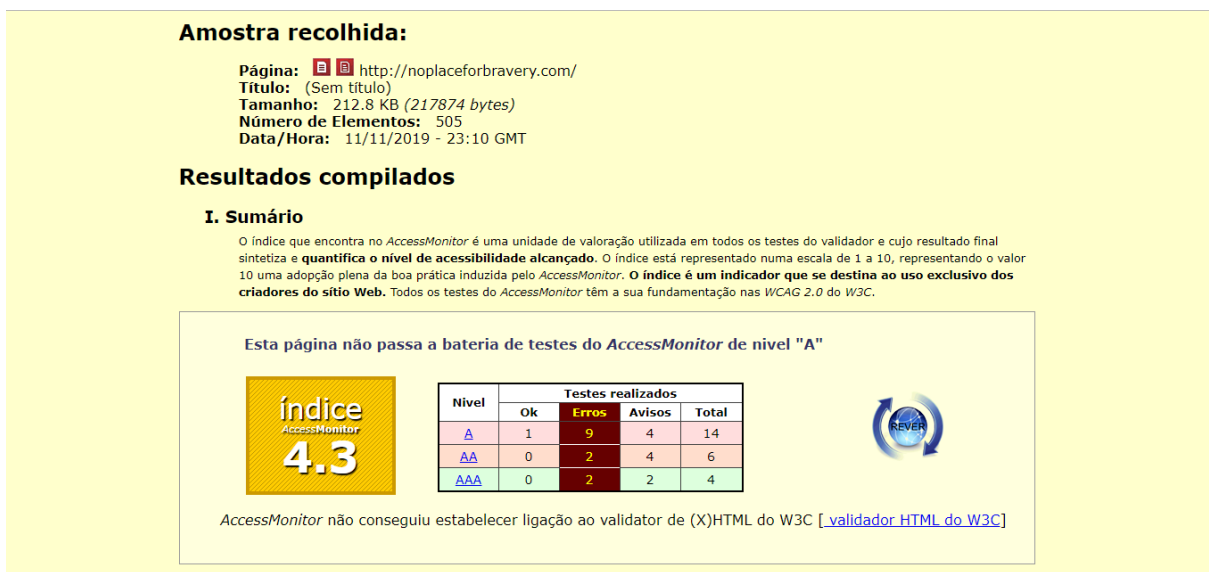 Amostra recolhida:
Página: http://noplaceforbravery.com/
Título: (Sem título)
Tamanho: 212.8 KB (217874 bytes)
Número de Elementos: 505
Data/Hora: 11/11/2019 - 23:10 GMT
Resultados compilados
I. Sumário
O índice que encontra no AccessMonitor é uma unidade de valoração utilizada em todos os testes do validador e cujo resultado final
sintetiza e quantifica o nível de acessibilidade alcançado. O índice está representado numa escala de 1 a 10, representando o valor
10 uma adopção plena da boa prática induzida pelo AccessMonitor. O índice é um indicador que se destina ao uso exclusivo dos
criadores do sítio Web. Todos os testes do AccessMonitor têm a sua fundamentação nas WCAG 2.0 do W3C.
Esta página não passa a bateria de testes do AccessMonitor de nivel "A"
índice
AccessMonitor
4.3
Nivel Testes realizados
Ok Erros Avisos Total
A 1 9 4 14
AA 0 2 4 6
AAA 0 2 2 4
REVER
AccessMonitor não conseguiu estabelecer ligação ao validator de (X)HTML do W3C [ validador HTML do W3C]